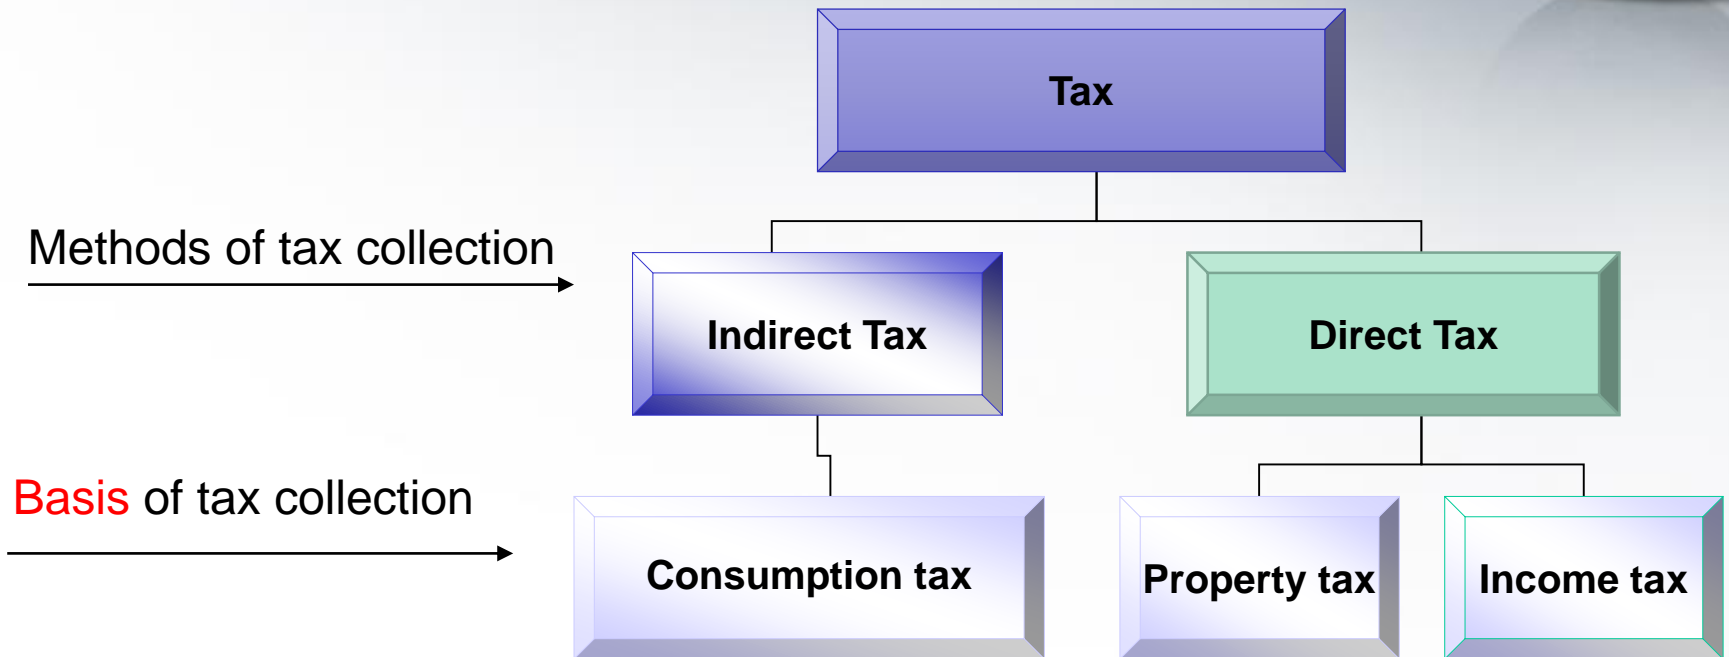 Tax
Methods of tax collection
Indirect Tax
Direct Tax
Basis of tax collection
Consumption tax
Property tax
Income tax